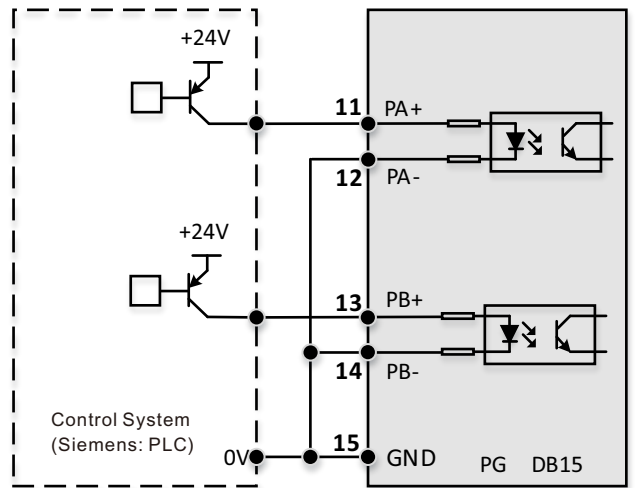 +24V
11 PA+
12 PA-
+24V
13 PB+
14 PB-
Control System
(Siemens: PLC)
0V
15 GND
PG DB15